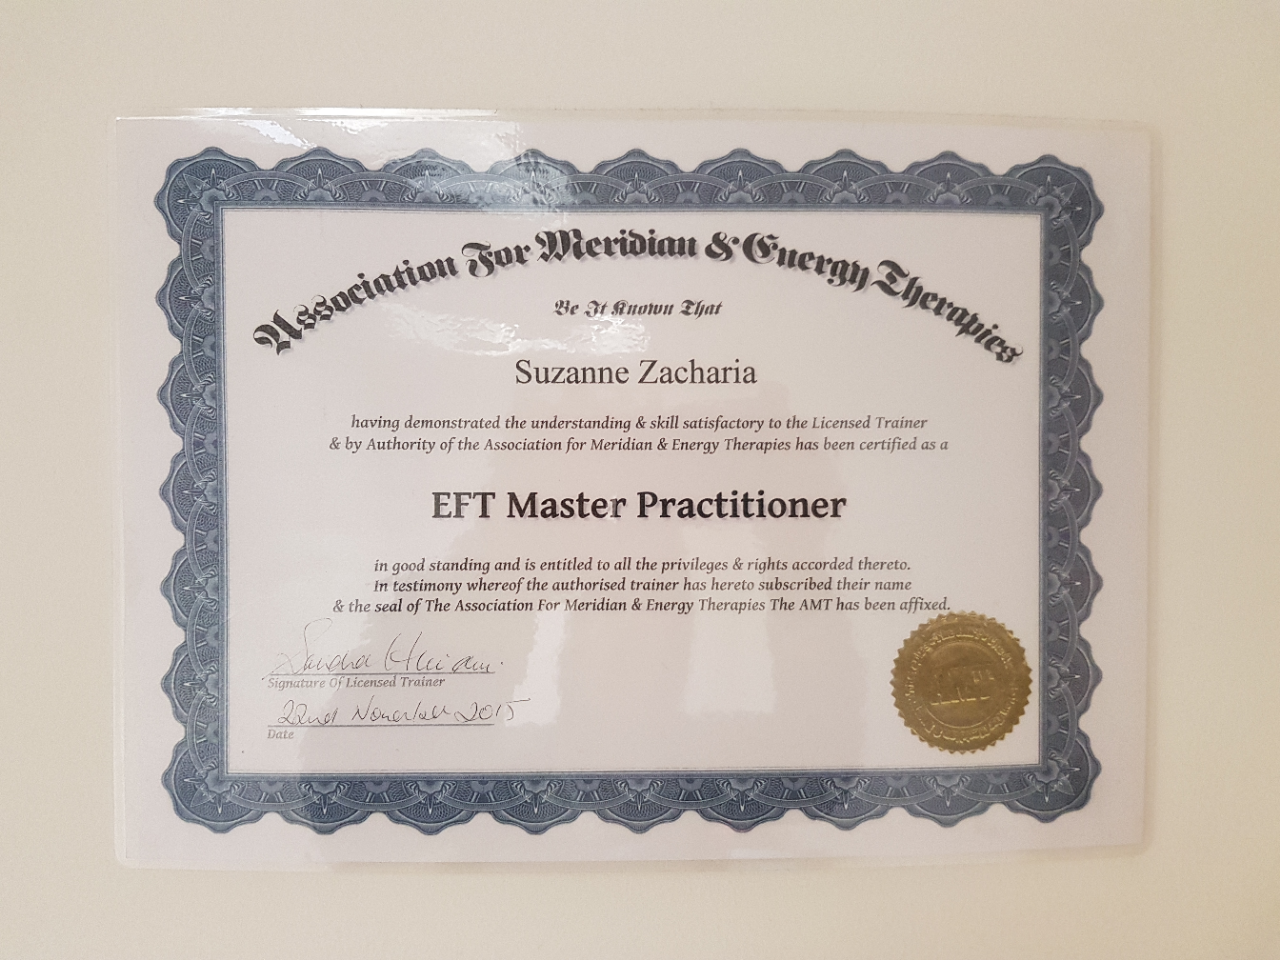 Association For Meridian & Energy Therapies
Be It Known That
Suzanne Zacharia
having demonstrated the understanding & skill satisfactory to the Licensed Trainer
& by Authority of the Association for Meridian & Energy Therapies has been certified as a
EFT Master Practitioner
in good standing and is entitled to all the privileges & rights accorded thereto.
In testimony whereof the authorised trainer has hereto subscribed their name
& the seal of The Association For Meridian & Energy Therapies The AMT has been affixed.
Sandra
Signature Of Licensed Trainer
22nd November 2015
Date